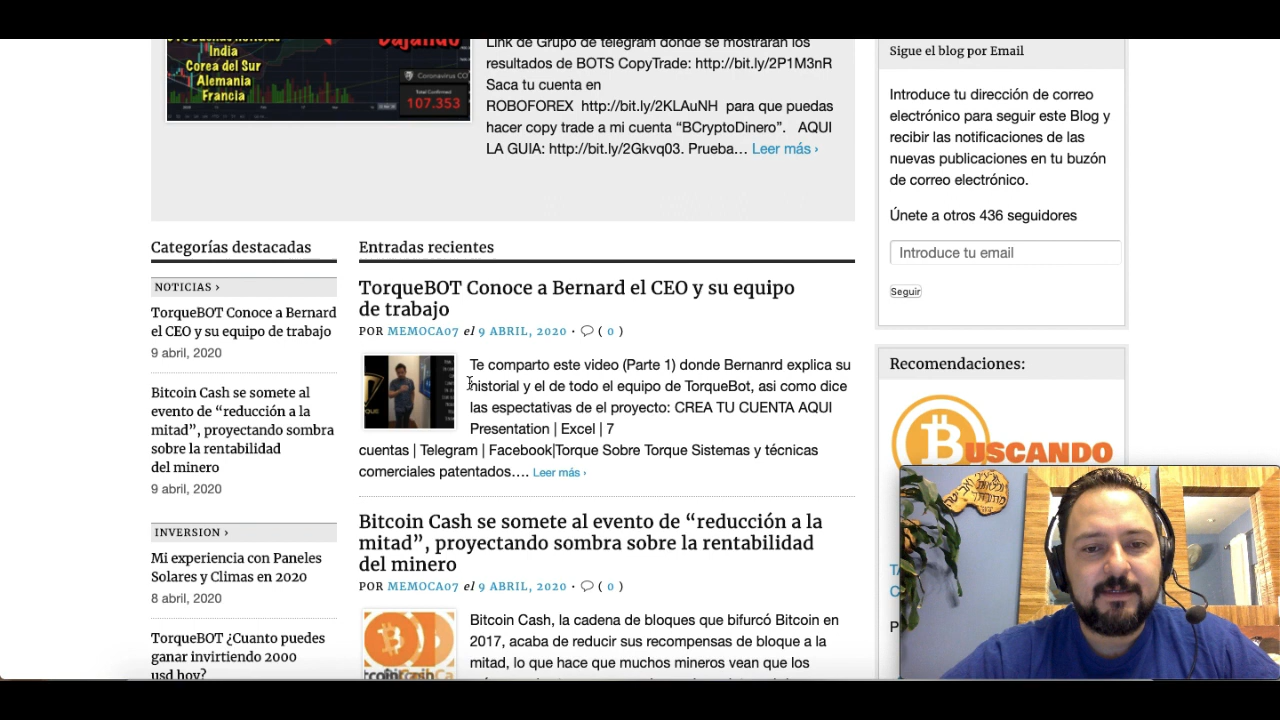 India
Corea del Sur
Alemania
Francia
Coronavirus CO
Total Confirmed
107.353
Link de Grupo de telegram donde se mostraran los
resultados de BOTS CopyTrade: http://bit.ly/2P1M3nR
Saca tu cuenta en
ROBOFOREX http://bit.ly/2KLAuNH para que puedas
hacer copy trade a mi cuenta “BCryptoDinero”. AQUI
LA GUIA: http://bit.ly/2Gkvq03. Prueba… Leer más ›
Categorías destacadas
NOTICIAS ›
TorqueBOT Conoce a Bernard
el CEO y su equipo de trabajo
9 abril, 2020
Bitcoin Cash se somete al
evento de “reducción a la
mitad”, proyectando sombra
sobre la rentabilidad
del minero
9 abril, 2020
INVERSION ›
Mi experiencia con Paneles
Solares y Climas en 2020
8 abril, 2020
TorqueBOT ¿Cuanto puedes
ganar invirtiendo 2000
usd hoy?
Entradas recientes
TorqueBOT Conoce a Bernard el CEO y su equipo
de trabajo
POR MEMOCA07 el 9 ABRIL, 2020 • ( 0 )
Te comparto este video (Parte 1) donde Bernanrd explica su
historial y el de todo el equipo de TorqueBot, asi como dice
las espectativas de el proyecto: CREA TU CUENTA AQUI
Presentation | Excel | 7
cuentas | Telegram | Facebook|Torque Sobre Torque Sistemas y técnicas
comerciales patentados.… Leer más ›
Bitcoin Cash se somete al evento de “reducción a la
mitad”, proyectando sombra sobre la rentabilidad
del minero
POR MEMOCA07 el 9 ABRIL, 2020 • ( 0 )
Bitcoin Cash, la cadena de bloques que bifurcó Bitcoin en
2017, acaba de reducir sus recompensas de bloque a la
mitad, lo que hace que muchos mineros vean que los
Sigue el blog por Email
Introduce tu dirección de correo
electrónico para seguir este Blog y
recibir las notificaciones de las
nuevas publicaciones en tu buzón
de correo electrónico.
Únete a otros 436 seguidores
Introduce tu email
Seguir
Recomendaciones:
BUSCANDO